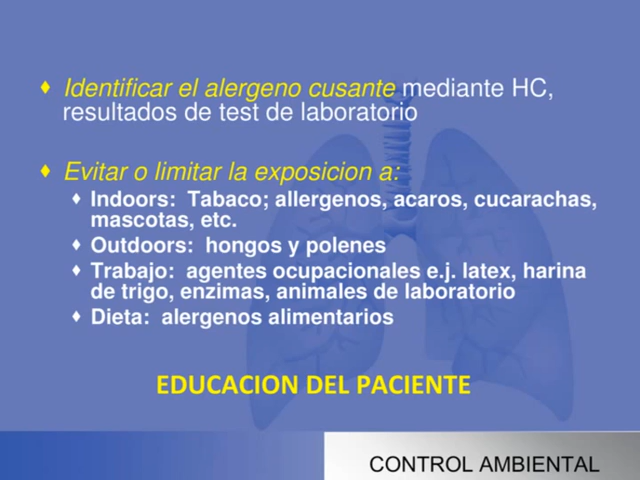 Identificar el alergeno cusante mediante HC,
resultados de test de laboratorio
Evitar o limitar la exposicion a:
Indoors: Tabaco; allergenos, acaros, cucarachas,
mascotas, etc.
Outdoors: hongos y polenes
Trabajo: agentes ocupacionales e.j. latex, harina
de trigo, enzimas, animales de laboratorio
Dieta: alergenos alimentarios
EDUCACION DEL PACIENTE
CONTROL AMBIENTAL